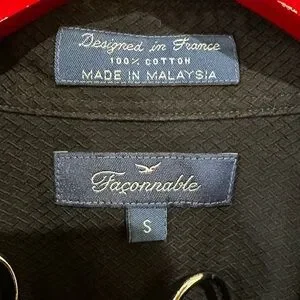 Designed in France
100% COTTON
MADE IN MALAYSIA
Façonnable
S